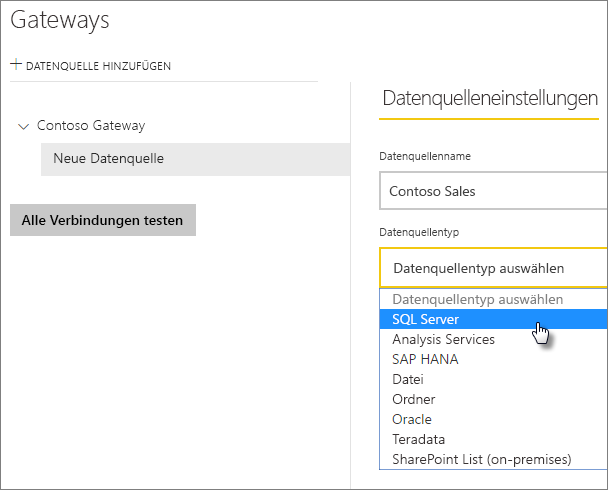 Gateways
+ DATENQUELLE HINZUFÜGEN
Contoso Gateway
Neue Datenquelle
Alle Verbindungen testen
Datenquelleneinstellungen
Datenquellenname
Contoso Sales
Datenquellentyp
Datenquellentyp auswählen
Datenquellentyp auswählen
SQL Server
Analysis Services
SAP HANA
Datei
Ordner
Oracle
Teradata
SharePoint List (on-premises)